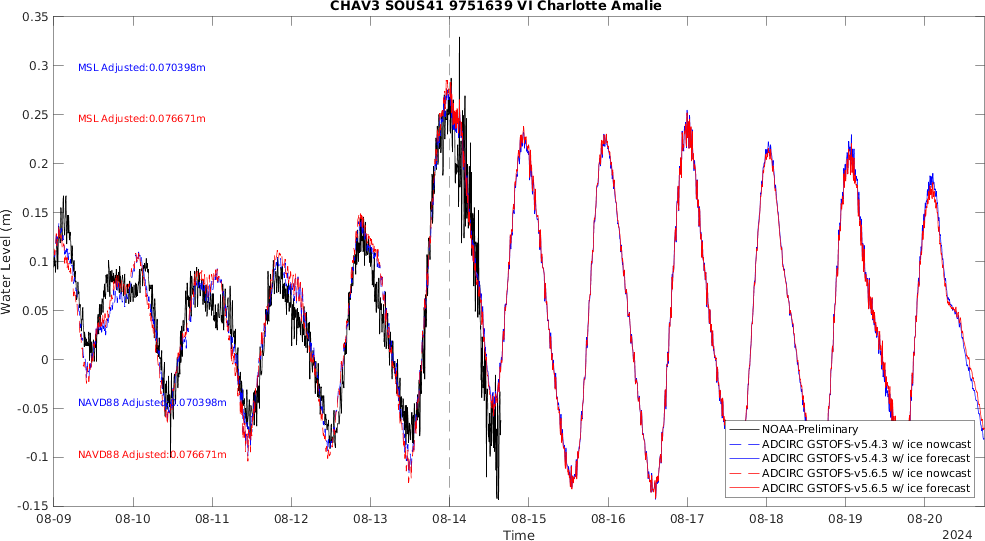 CHAV3 SOUS41 9751639 VI Charlotte Amalie
Water Level (m)
0.35
0.3
0.25
0.2
0.15
0.1
0.05
0
-0.05
-0.1
-0.15
MSL Adjusted:0.070398m
MSL Adjusted:0.076671m
NAVD88 Adjusted:0.070398m
NAVD88 Adjusted:0.076671m
NOAA-Preliminary
ADCIRC GSTOFS-v5.4.3 w/ ice nowcast
ADCIRC GSTOFS-v5.4.3 w/ ice forecast
ADCIRC GSTOFS-v5.6.5 w/ ice nowcast
ADCIRC GSTOFS-v5.6.5 w/ ice forecast
08-09 08-10 08-11 08-12 08-13 08-14 08-15 08-16 08-17 08-18 08-19 08-20
Time
2024